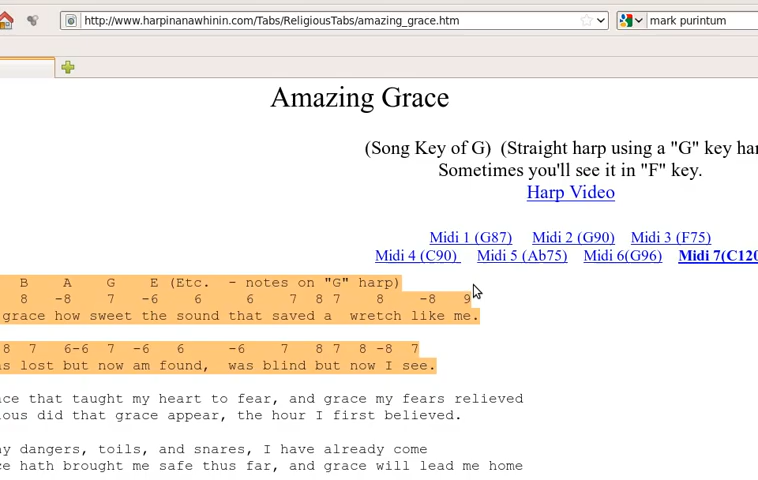 http://www.harpinanawhinin.com/Tabs/ReligiousTabs/amazing_grace.htm
mark purintum
Amazing Grace
(Song Key of G) (Straight harp using a "G" key har
Sometimes you'll see it in "F" key.
Harp Video
Midi 1 (G87) Midi 2 (G90) Midi 3 (F75)
Midi 4 (C90) Midi 5 (Ab75) Midi 6(G96) Midi 7(C120
B A G E (Etc. - notes on "G" harp)
8 -8 7 -6 6 6 7 8 7 8 -8 9
grace how sweet the sound that saved a wretch like me.
8 7 6-6 7 -6 6 -6 7 8 7 8 -8 7
s lost but now am found, was blind but now I see.
ce that taught my heart to fear, and grace my fears relieved
ious did that grace appear, the hour I first believed.
ny dangers, toils, and snares, I have already come
ce hath brought me safe thus far, and grace will lead me home